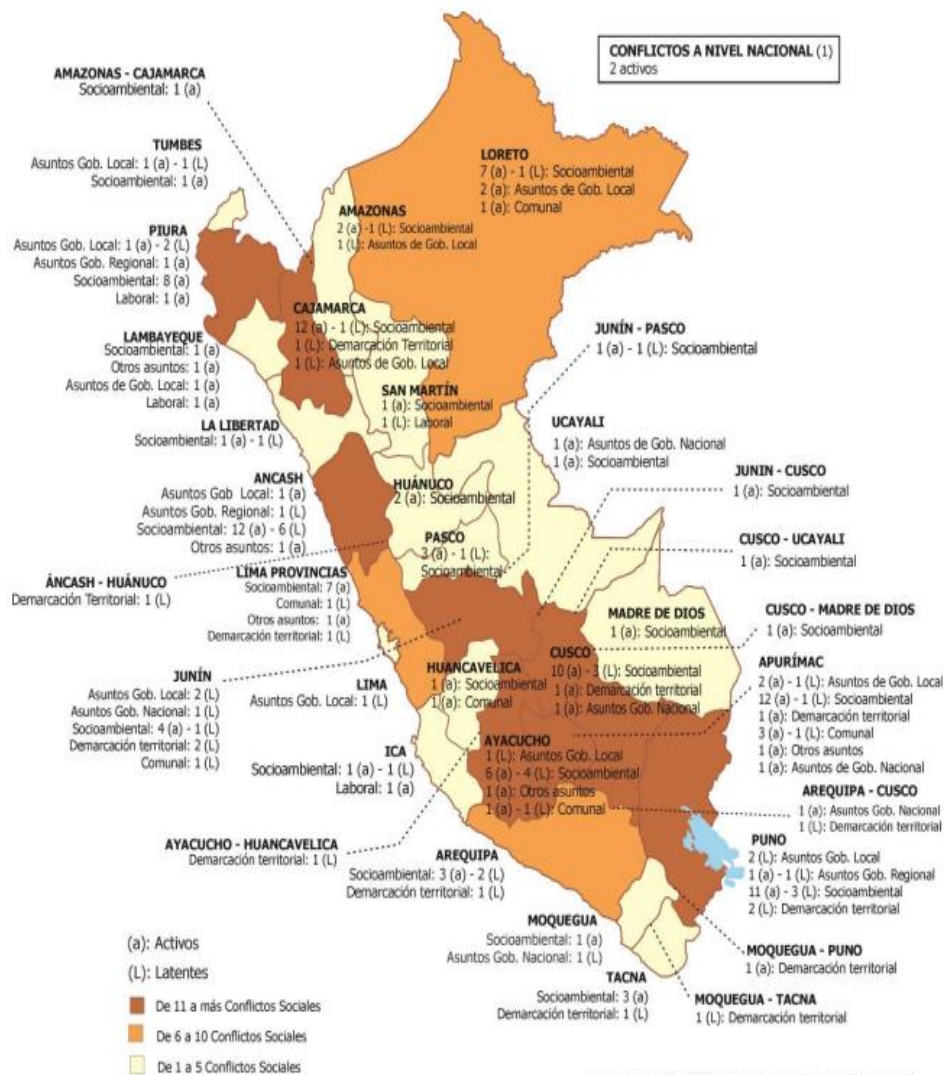 CONFLICTOS A NIVEL NACIONAL (1)
2 activos
AMAZONAS - CAJAMARCA
Socioambiental: 1 (a)
TUMBES
Asuntos Gob. Local: 1 (a) - 1 (L)
Socioambiental: 1 (a)
LORETO
7 (a) - 1 (L): Socioambiental
2 (a): Asuntos de Gob. Local
1 (a): Comunal
AMAZONAS
2 (a) -1 (L): Socioambiental
1 (L): Asuntos de Gob. Local
PIURA
Asuntos Gob. Local: 1 (a) - 2 (L)
Asuntos Gob. Regional: 1 (a)
Socioambiental: 8 (a)
Laboral: 1 (a)
CAJAMARCA
12 (a) - 1 (L): Socioambiental
1 (L): Demarcación Territorial
1 (L): Asuntos de Gob. Local
JUNÍN - PASCO
1 (a) - 1 (L): Socioambiental
LAMBAYEQUE
Socioambiental: 1 (a)
Otros asuntos: 1 (a)
Asuntos de Gob. Local: 1 (a)
Laboral: 1 (a)
SAN MARTÍN
1 (a): Socioambiental
1 (L): Laboral
LA LIBERTAD
Socioambiental: 1 (a) - 1 (L)
UCAYALI
1 (a): Asuntos de Gob. Nacional
1 (a): Socioambiental
ANCASH
Asuntos Gob Local: 1 (a)
Asuntos Gob. Regional: 1 (L)
Socioambiental: 12 (a) - 6 (L)
Otros asuntos: 1 (a)
HUÁNUCO
2 (a): Socioambiental
JUNIN - CUSCO
1 (a): Socioambiental
PASCO
3 (a) - 1 (L):
Socioambiental
CUSCO - UCAYALI
1 (a): Socioambiental
ÁNCASH - HUÁNUCO
Demarcación Territorial: 1 (L)
LIMA PROVINCIAS
Socioambiental: 7 (a)
Comunal: 1 (L)
Otros asuntos: 1 (a)
Demarcación territorial: 1 (L)
MADRE DE DIOS
1 (a): Socioambiental
CUSCO - MADRE DE DIOS
1 (a): Socioambiental
JUNÍN
Asuntos Gob. Local: 2 (L)
Asuntos Gob. Nacional: 1 (L)
Socioambiental: 4 (a) - 1 (L)
Demarcación territorial: 2 (L)
Comunal: 1 (L)
LIMA
Asuntos Gob. Local: 1 (L)
HUANCAVELICA
1 (a): Socioambiental
1 (a): Comunal
CUSCO
10 (a) - 3 (L): Socioambiental
1 (a): Demarcación territorial
1 (a): Asuntos Gob. Nacional
APURÍMAC
2 (a) - 1 (L): Asuntos de Gob. Local
12 (a) - 1 (L): Socioambiental
1 (a): Demarcación territorial
3 (a) - 1 (L): Comunal
1 (a): Otros asuntos
1 (a): Asuntos de Gob. Nacional
ICA
Socioambiental: 1 (a) - 1 (L)
Laboral: 1 (a)
AYACUCHO
1 (L): Asuntos Gob. Local
6 (a) - 4 (L): Socioambiental
1 (a): Otros asuntos
1 (a) - 1 (L): Comunal
AREQUIPA - CUSCO
1 (a): Asuntos Gob. Nacional
1 (L): Demarcación territorial
AYACUCHO - HUANCAVELICA
Demarcación territorial: 1 (L)
AREQUIPA
Socioambiental: 3 (a) - 2 (L)
Demarcación territorial: 1 (L)
PUNO
2 (L): Asuntos Gob. Local
1 (a) - 1 (L): Asuntos Gob. Regional
11 (a) - 3 (L): Socioambiental
2 (L): Demarcación territorial
MOQUEGUA
Socioambiental: 1 (a)
Asuntos Gob. Nacional: 1 (L)
MOQUEGUA - PUNO
1 (a): Demarcación territorial
TACNA
Socioambiental: 3 (a)
Demarcación territorial: 1 (L)
MOQUEGUA - TACNA
1 (L): Demarcación territorial
(a): Activos
(L): Latentes
De 11 a más Conflictos Sociales
De 6 a 10 Conflictos Sociales
De 1 a 5 Conflictos Sociales